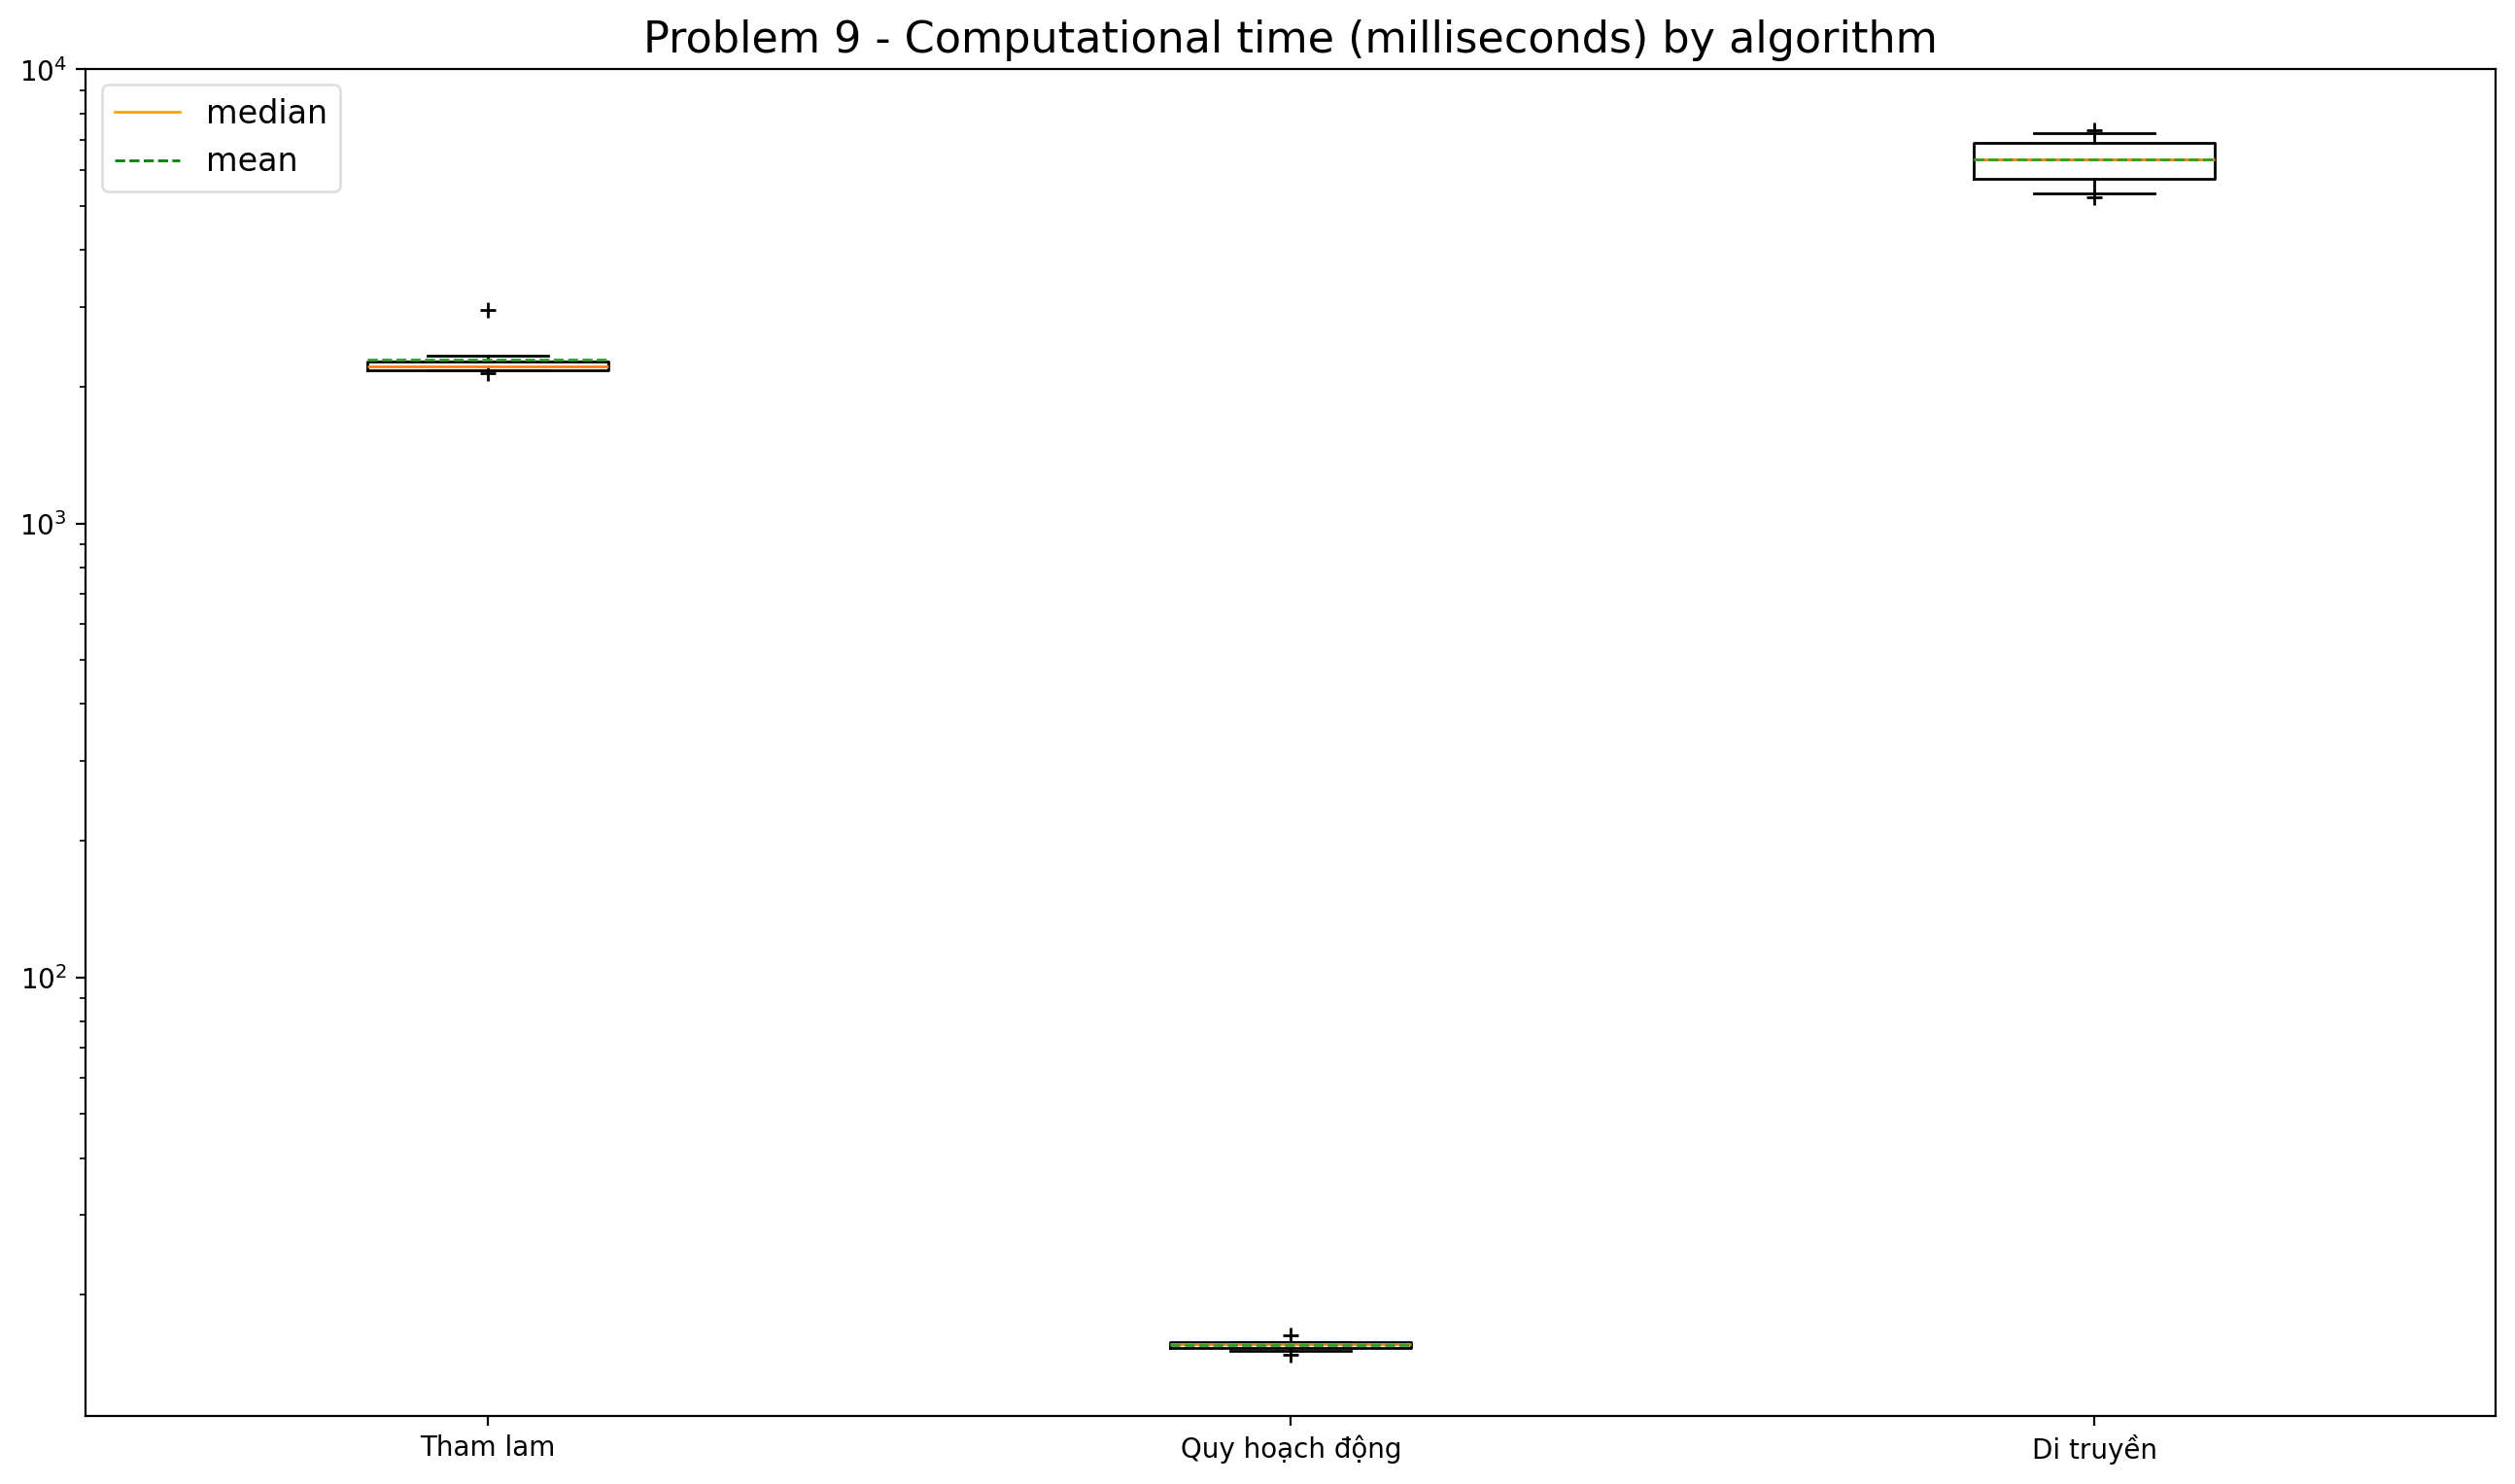 Problem 9 - Computational time (milliseconds) by algorithm
median
mean
10⁴
10³
10²
Tham lam
Quy hoạch động
Di truyền